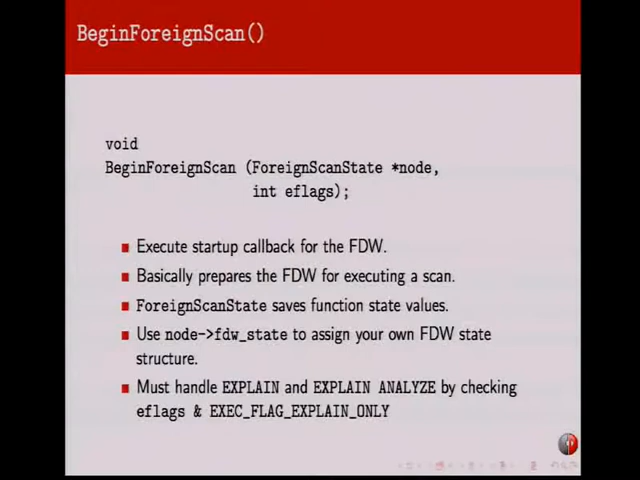 BeginForeignScan()
void
BeginForeignScan (ForeignScanState *node,
int eflags);
Execute startup callback for the FDW.
Basically prepares the FDW for executing a scan.
ForeignScanState saves function state values.
Use node->fdw_state to assign your own FDW state
structure.
Must handle EXPLAIN and EXPLAIN ANALYZE by checking
eflags & EXEC_FLAG_EXPLAIN_ONLY